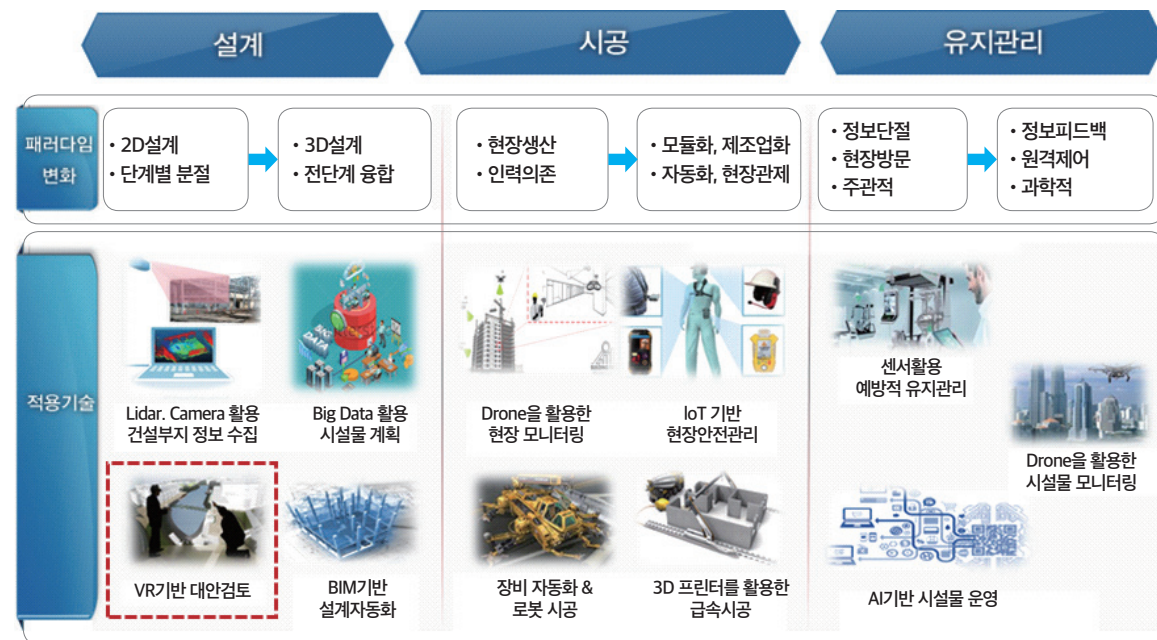 설계
시공
유지관리
패러다임
변화
• 2D설계
• 단계별 분절
• 3D설계
• 전단계 융합
• 현장생산
• 인력의존
• 모듈화, 제조업화
• 자동화, 현장관제
• 정보단절
• 현장방문
• 주관적
• 정보피드백
• 원격제어
• 과학적
적용기술
BIG
DATA
Lidar. Camera 활용
건설부지 정보 수집
Big Data 활용
시설물 계획
Drone을 활용한
현장 모니터링
IoT 기반
현장안전관리
센서활용
예방적 유지관리
Drone을 활용한
시설물 모니터링
VR기반 대안검토
BIM기반
설계자동화
장비 자동화 &
로봇 시공
3D 프린터를 활용한
급속시공
AI기반 시설물 운영